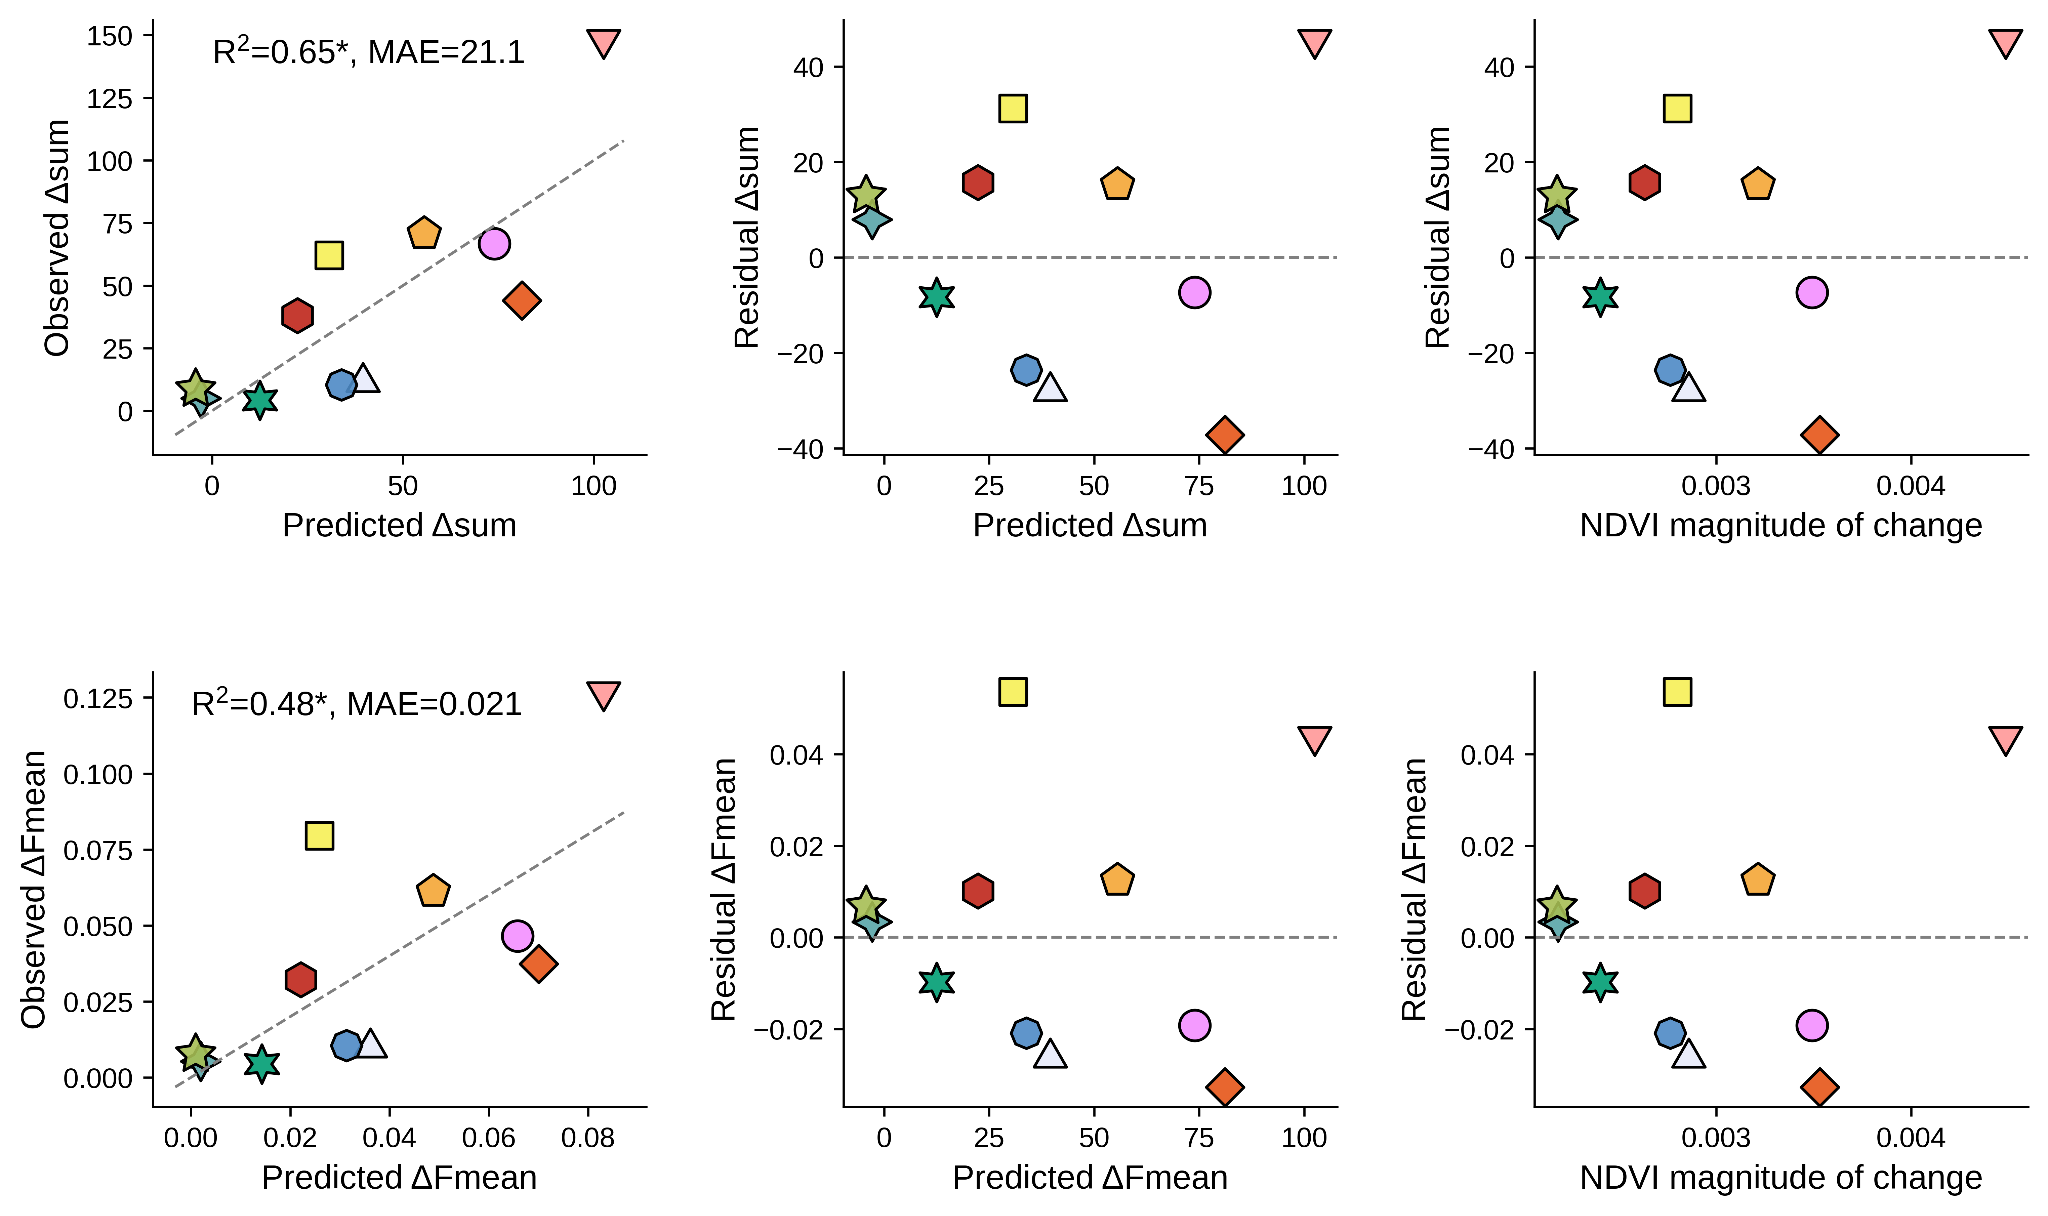 R²=0.65*, MAE=21.1
Observed Δsum
150
125
100
75
50
25
0
0 50 100
Predicted Δsum
Residual Δsum
40
20
0
−20
−40
0 25 50 75 100
Predicted Δsum
Residual Δsum
40
20
0
−20
−40
0.003 0.004
NDVI magnitude of change
R²=0.48*, MAE=0.021
Observed ΔFmean
0.125
0.100
0.075
0.050
0.025
0.000
0.00 0.02 0.04 0.06 0.08
Predicted ΔFmean
Residual ΔFmean
0.04
0.02
0.00
−0.02
0 25 50 75 100
Predicted ΔFmean
Residual ΔFmean
0.04
0.02
0.00
−0.02
0.003 0.004
NDVI magnitude of change